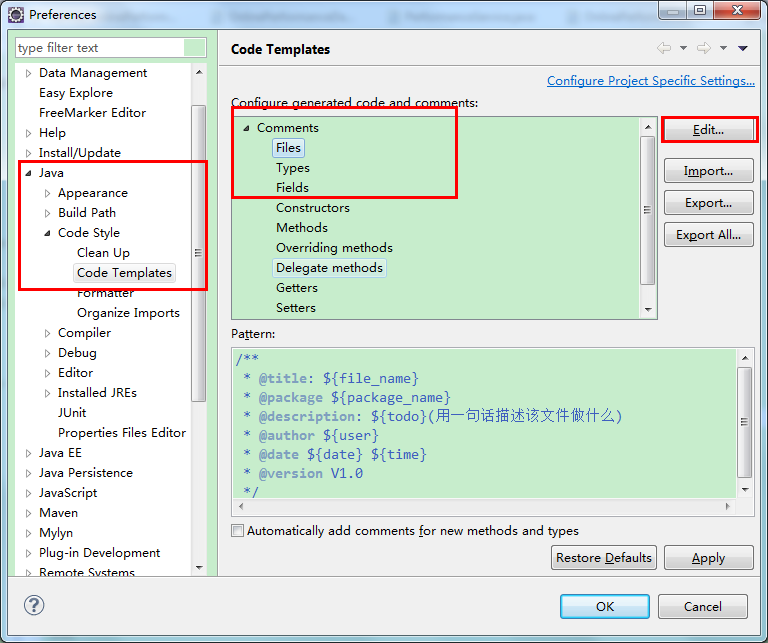 Preferences
type filter text
Data Management
Easy Explore
FreeMarker Editor
Help
Install/Update
Java
Appearance
Build Path
Code Style
Clean Up
Code Templates
Formatter
Organize Imports
Compiler
Debug
Editor
Installed JREs
JUnit
Properties Files Editor
Java EE
Java Persistence
JavaScript
Maven
Mylyn
Plug-in Development
Remote Systems
Code Templates
Configure Project Specific Settings...
Configure generated code and comments:
Comments
Files
Types
Fields
Constructors
Methods
Overriding methods
Delegate methods
Getters
Setters
Edit...
Import...
Export...
Export All...
Pattern:
/**
* @title: ${file_name}
* @package ${package_name}
* @description: ${todo}(用一句话描述该文件做什么)
* @author ${user}
* @date ${date} ${time}
* @version V1.0
*/
Automatically add comments for new methods and types
Restore Defaults
Apply
OK
Cancel